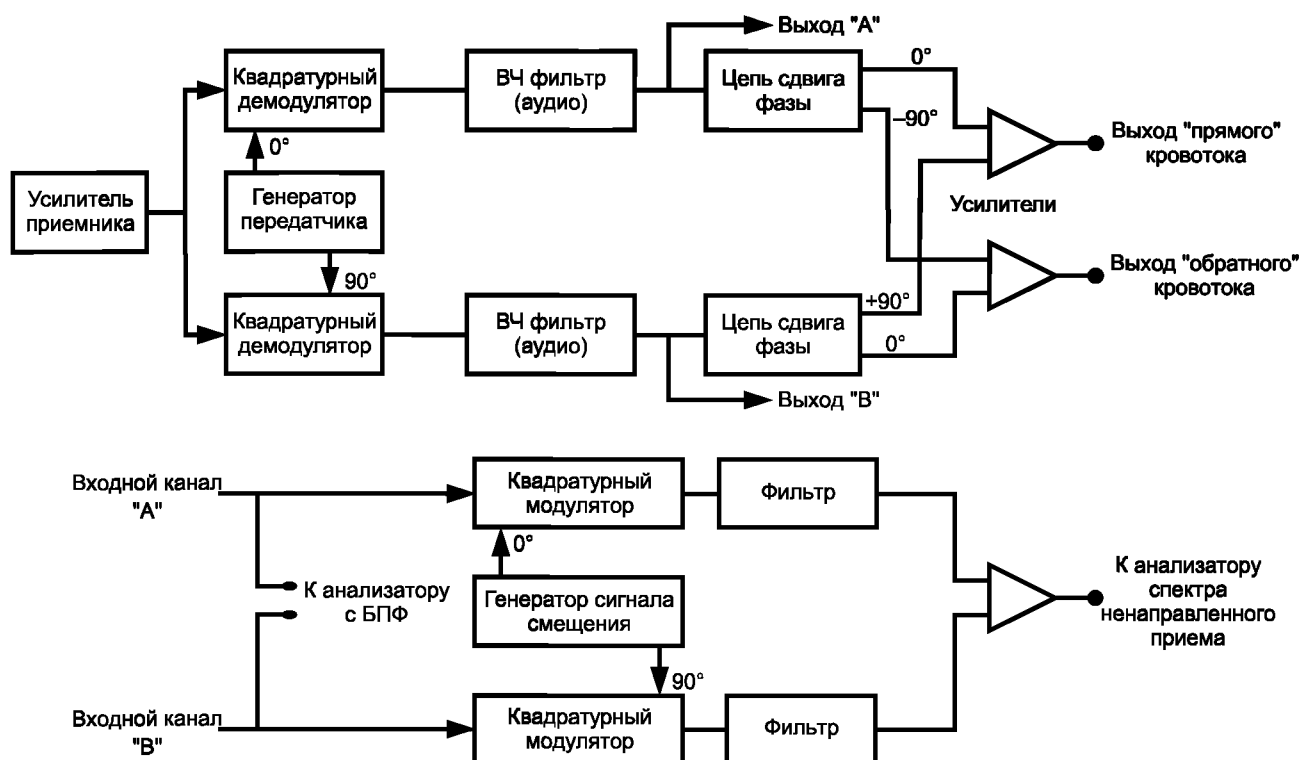 Выход "А"
Квадратурный
демодулятор
ВЧ фильтр
(аудио)
Цепь сдвига
фазы
0°
–90°
Выход "прямого"
кровотока
0°
Усилитель
приемника
Генератор
передатчика
Усилители
90°
Выход "обратного"
кровотока
Квадратурный
демодулятор
ВЧ фильтр
(аудио)
Цепь сдвига
фазы
+90°
0°
Выход "В"
Входной канал
"А"
Квадратурный
модулятор
Фильтр
0°
К анализатору
с БПФ
Генератор сигнала
смещения
К анализатору
спектра
ненаправленного
приема
90°
Входной канал
"В"
Квадратурный
модулятор
Фильтр